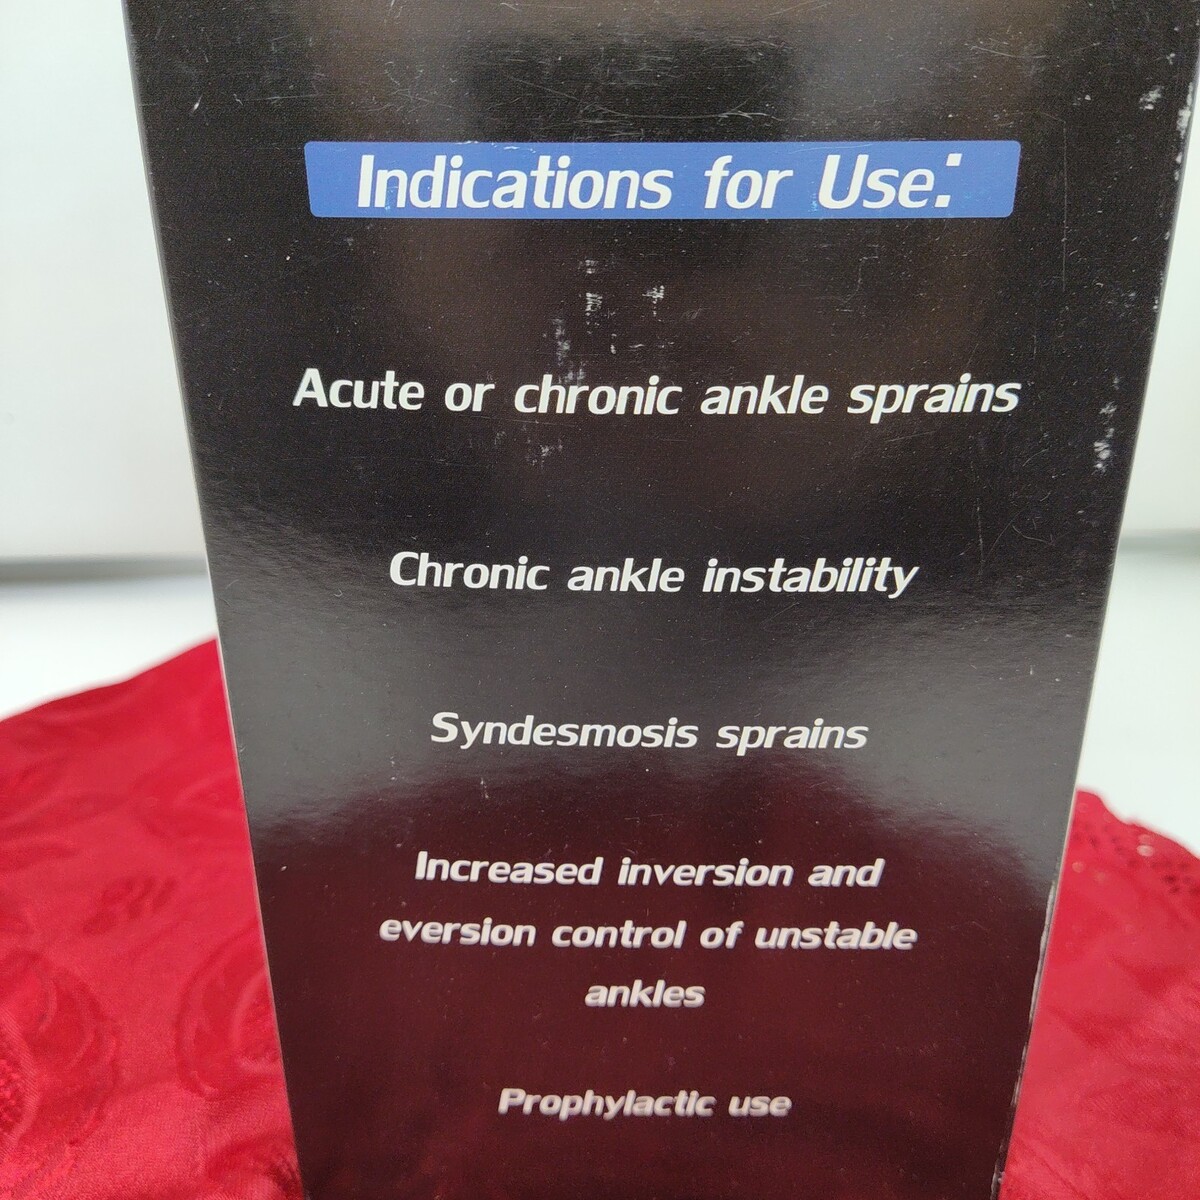 Indications for Use:
Acute or chronic ankle sprains
Chronic ankle instability
Syndesmosis sprains
Increased inversion and
eversion control of unstable
ankles
Prophylactic use